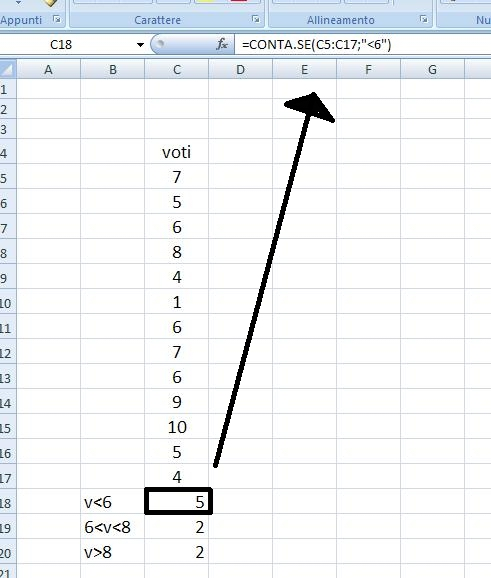 Appunti Carattere Allineamento Nu
C18 fx =CONTA.SE(C5:C17;"<6")
A B C D E F G
1
2
3
4 voti
5 7
6 5
7 6
8 8
9 4
10 1
11 6
12 7
13 6
14 9
15 10
16 5
17 4
18 v<6 5
19 6<v<8 2
20 v>8 2
21